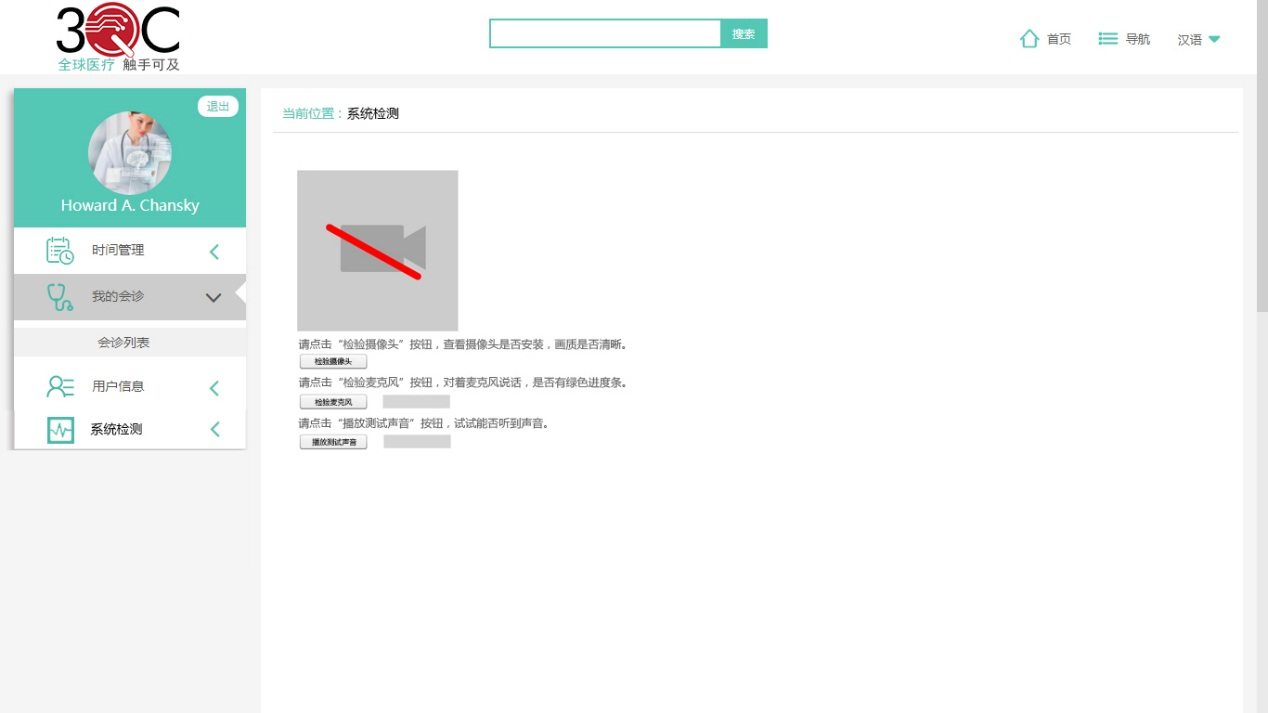 3QC
全球医疗 触手可及
搜索
首页
导航
汉语
退出
Howard A. Chansky
时间管理
我的会诊
会诊列表
用户信息
系统检测
当前位置：系统检测
请点击“检验摄像头”按钮，查看摄像头是否安装，画质是否清晰。
检验摄像头
请点击“检验麦克风”按钮，对着麦克风说话，是否有绿色进度条。
检验麦克风
请点击“播放测试声音”按钮，试试能否听到声音。
播放测试声音